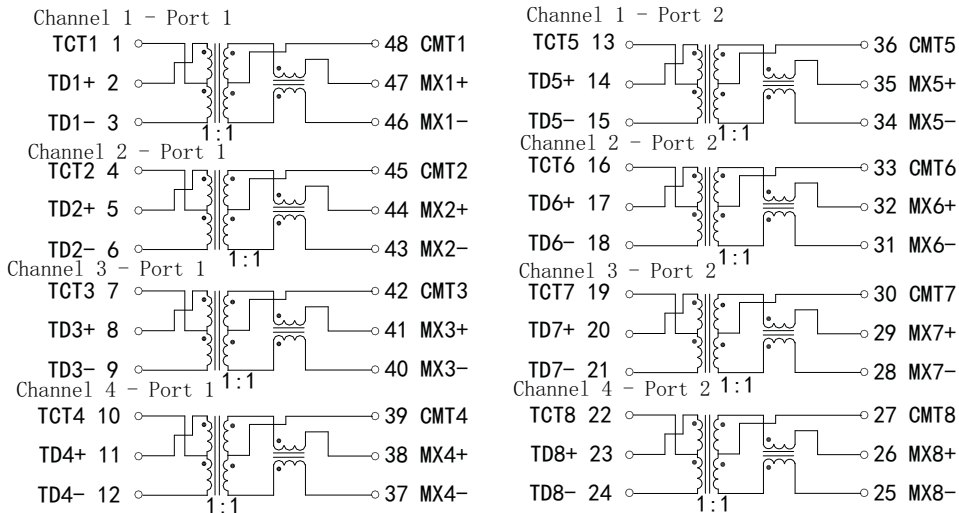 Channel 1 - Port 1
TCT1 1 48 CMT1
TD1+ 2 47 MX1+
TD1- 3 46 MX1-
1:1
Channel 2 - Port 1
TCT2 4 45 CMT2
TD2+ 5 44 MX2+
TD2- 6 43 MX2-
1:1
Channel 3 - Port 1
TCT3 7 42 CMT3
TD3+ 8 41 MX3+
TD3- 9 40 MX3-
1:1
Channel 4 - Port 1
TCT4 10 39 CMT4
TD4+ 11 38 MX4+
TD4- 12 37 MX4-
1:1
Channel 1 - Port 2
TCT5 13 36 CMT5
TD5+ 14 35 MX5+
TD5- 15 34 MX5-
1:1
Channel 2 - Port 2
TCT6 16 33 CMT6
TD6+ 17 32 MX6+
TD6- 18 31 MX6-
1:1
Channel 3 - Port 2
TCT7 19 30 CMT7
TD7+ 20 29 MX7+
TD7- 21 28 MX7-
1:1
Channel 4 - Port 2
TCT8 22 27 CMT8
TD8+ 23 26 MX8+
TD8- 24 25 MX8-
1:1